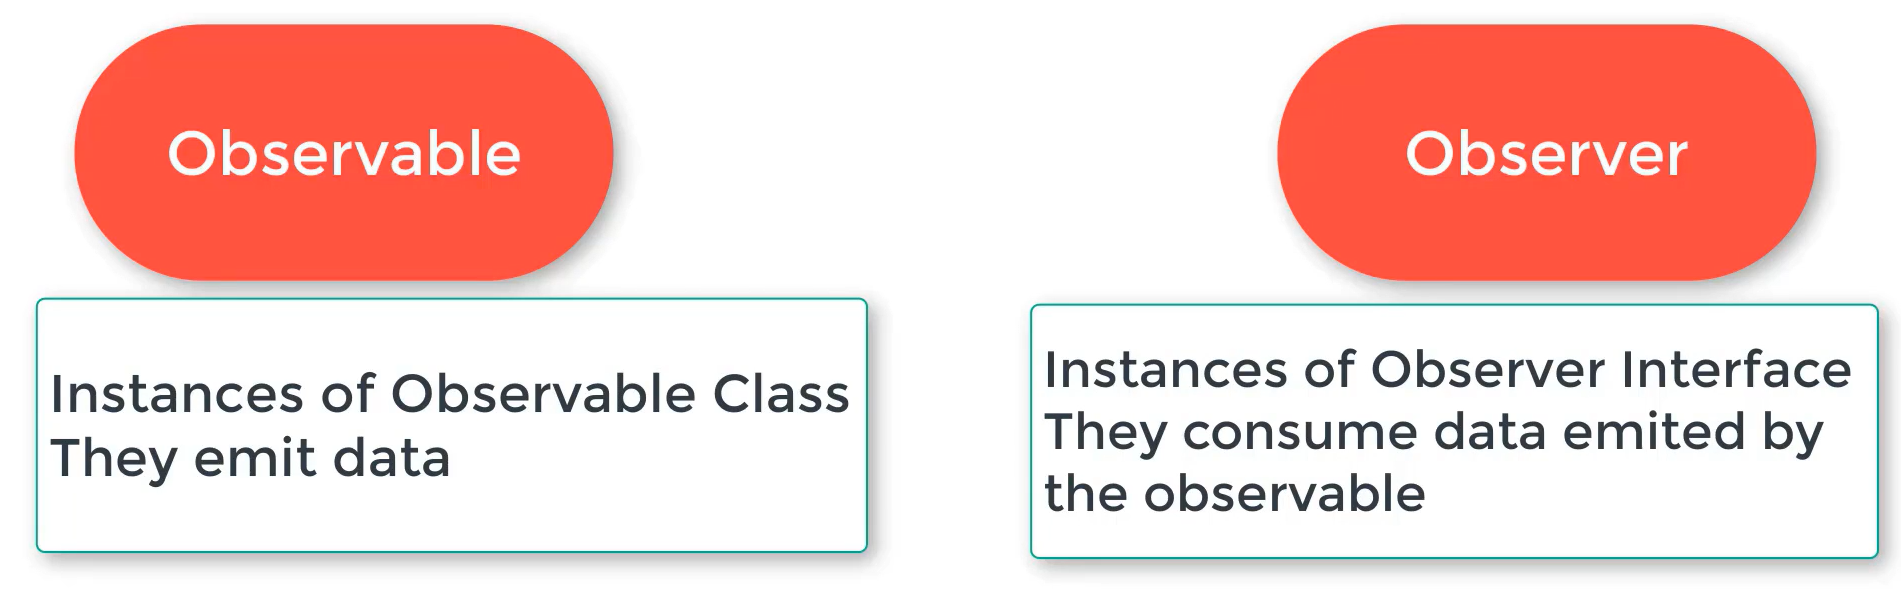 Observable
Instances of Observable Class
They emit data
Observer
Instances of Observer Interface
They consume data emited by
the observable